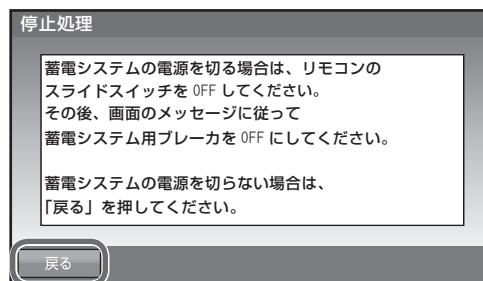 停止処理
蓄電システムの電源を切る場合は、リモコンの
スライドスイッチを OFF してください。
その後、画面のメッセージに従って
蓄電システム用ブレーカを OFF にしてください。
蓄電システムの電源を切らない場合は、
「戻る」を押してください。
戻る